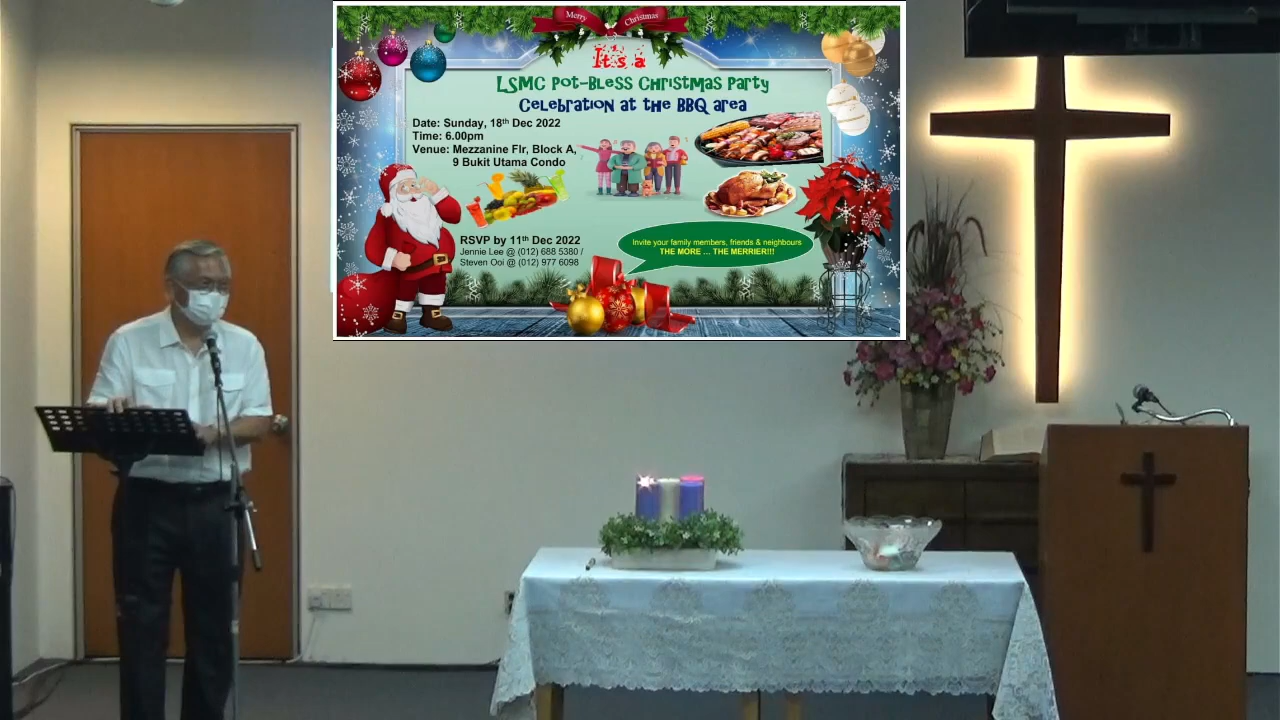 Merry Christmas
It's a
LSMC Pot-Bless Christmas Party
Celebration at the BBQ area
Date: Sunday, 18th Dec 2022
Time: 6.00pm
Venue: Mezzanine Flr, Block A,
9 Bukit Utama Condo
RSVP by 11th Dec 2022
Jennie Lee @ (012) 688 5380 /
Steven Ooi @ (012) 977 6098
Invite your family members, friends & neighbours
THE MORE ... THE MERRIER!!!